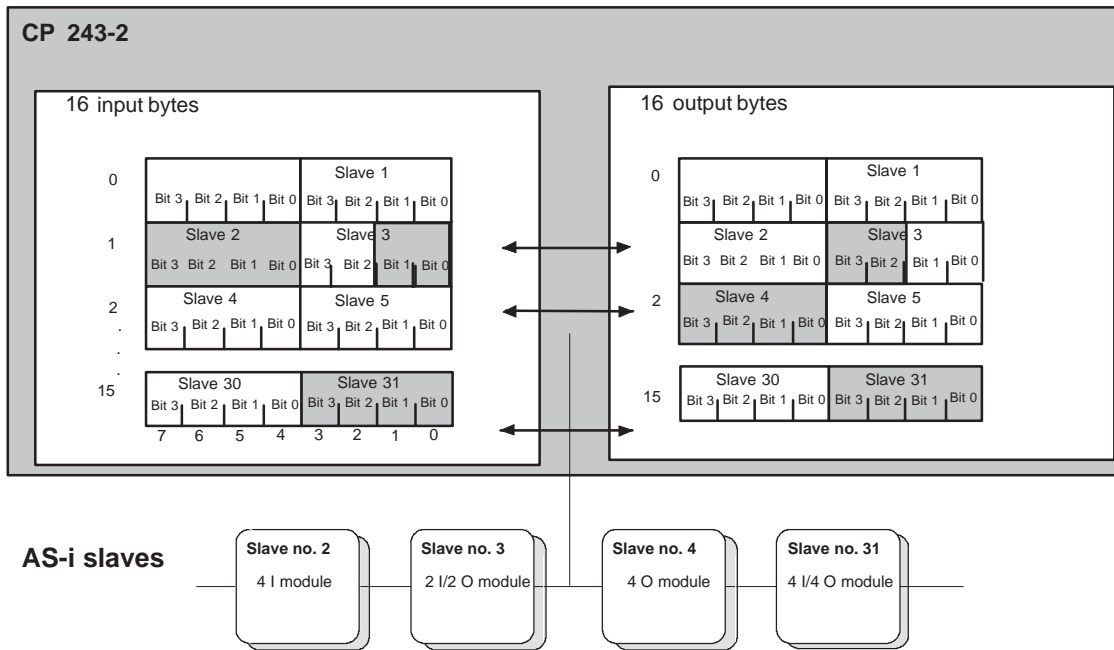 CP 243-2
16 input bytes
16 output bytes
0
Slave 1
Bit 3 Bit 2 Bit 1 Bit 0 Bit 3 Bit 2 Bit 1 Bit 0
1
Slave 2 Slave 3
Bit 3 Bit 2 Bit 1 Bit 0 Bit 3 Bit 2 Bit 1 Bit 0
2
Slave 4 Slave 5
Bit 3 Bit 2 Bit 1 Bit 0 Bit 3 Bit 2 Bit 1 Bit 0
.
.
.
15
Slave 30 Slave 31
Bit 3 Bit 2 Bit 1 Bit 0 Bit 3 Bit 2 Bit 1 Bit 0
7 6 5 4 3 2 1 0
0
Slave 1
Bit 3 Bit 2 Bit 1 Bit 0 Bit 3 Bit 2 Bit 1 Bit 0
Slave 2 Slave 3
Bit 3 Bit 2 Bit 1 Bit 0 Bit 3 Bit 2 Bit 1 Bit 0
2
Slave 4 Slave 5
Bit 3 Bit 2 Bit 1 Bit 0 Bit 3 Bit 2 Bit 1 Bit 0
15
Slave 30 Slave 31
Bit 3 Bit 2 Bit 1 Bit 0 Bit 3 Bit 2 Bit 1 Bit 0
AS-i slaves
Slave no. 2
4 I module
Slave no. 3
2 I/2 O module
Slave no. 4
4 O module
Slave no. 31
4 I/4 O module